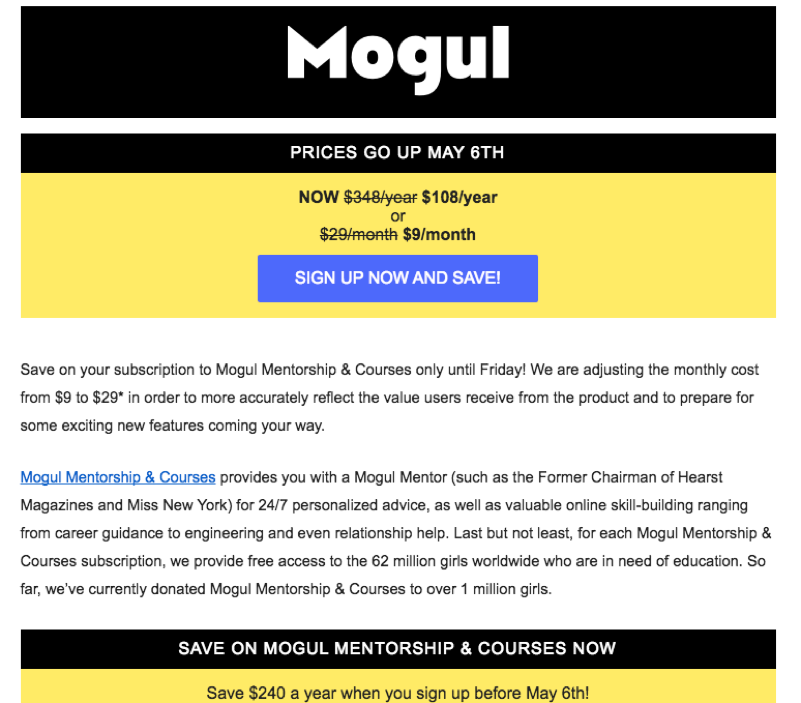 Mogul
PRICES GO UP MAY 6TH
NOW $348/year $108/year
or
$29/month $9/month
SIGN UP NOW AND SAVE!
Save on your subscription to Mogul Mentorship & Courses only until Friday! We are adjusting the monthly cost
from $9 to $29* in order to more accurately reflect the value users receive from the product and to prepare for
some exciting new features coming your way.
Mogul Mentorship & Courses provides you with a Mogul Mentor (such as the Former Chairman of Hearst
Magazines and Miss New York) for 24/7 personalized advice, as well as valuable online skill-building ranging
from career guidance to engineering and even relationship help. Last but not least, for each Mogul Mentorship &
Courses subscription, we provide free access to the 62 million girls worldwide who are in need of education. So
far, we’ve currently donated Mogul Mentorship & Courses to over 1 million girls.
SAVE ON MOGUL MENTORSHIP & COURSES NOW
Save $240 a year when you sign up before May 6th!